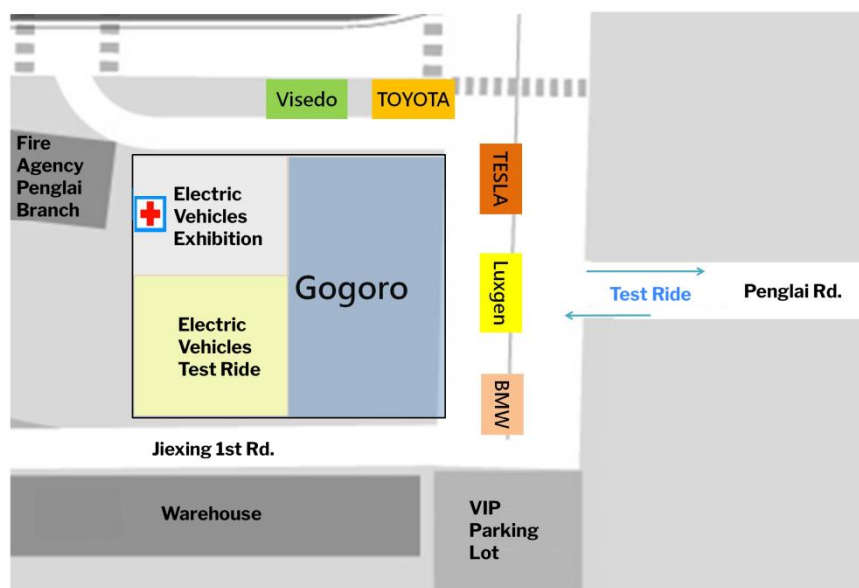 Visedo
TOYOTA
Fire
Agency
Penglai
Branch
Electric
Vehicles
Exhibition
TESLA
Gogoro
Luxgen
Test Ride
Penglai Rd.
Electric
Vehicles
Test Ride
BMW
Jiexing 1st Rd.
Warehouse
VIP
Parking
Lot